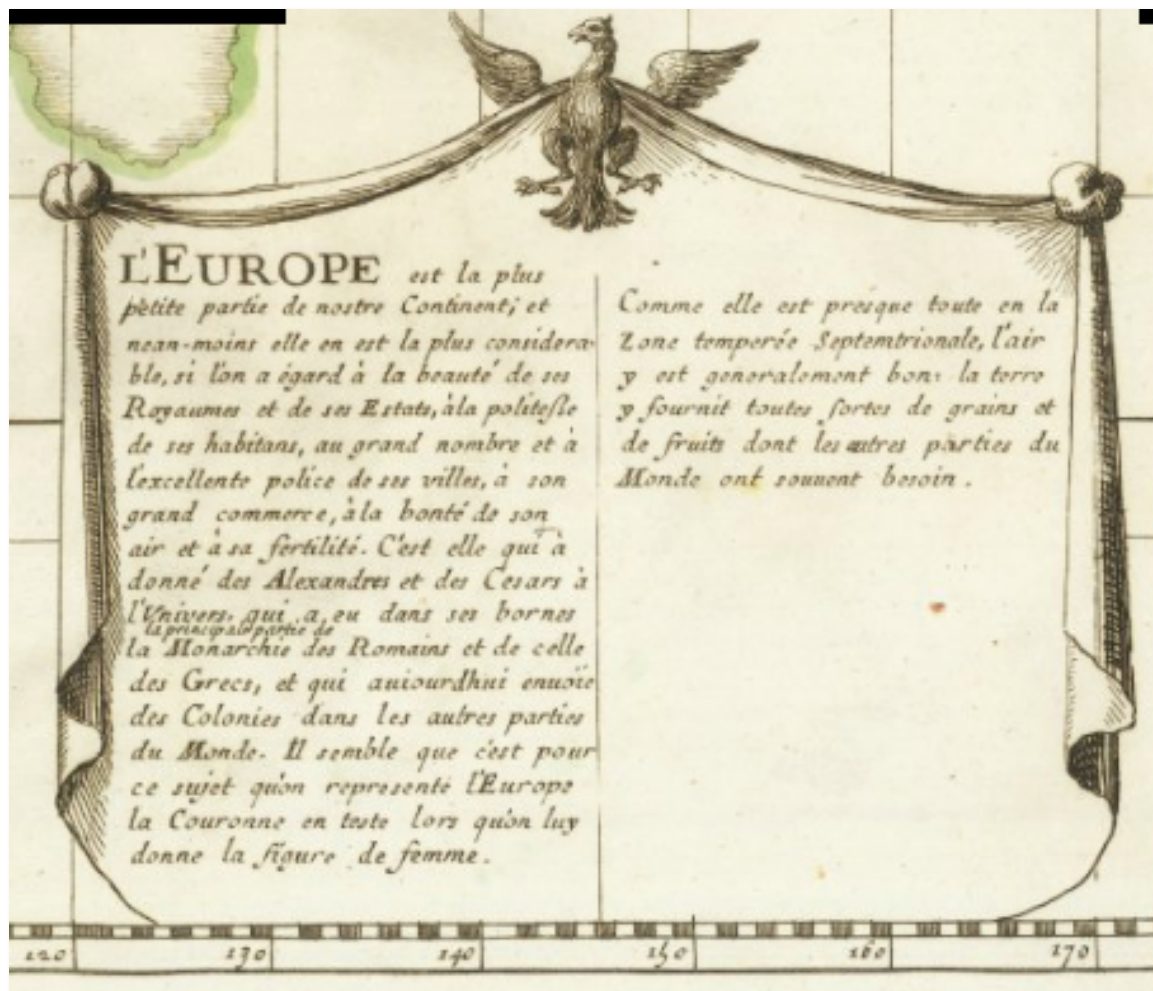 L'EUROPE est la plus
petite partie de nostre Continent; et
nean-moins elle en est la plus considera-
ble, si l'on a égard à la beauté de ses
Royaumes et de ses Estats, à la politesse
de ses habitans, au grand nombre et à
l'excellente police de ses villes, à son
grand commerce, à la bonté de son
air et à sa fertilité. C'est elle qui à
donné des Alexandres et des Cesars à
l'Univers, qui a eu dans ses bornes
la principale partie de
la Monarchie des Romains et de celle
des Grecs, et qui auiourdhui enuoïe
des Colonies dans les autres parties
du Monde. Il semble que c'est pour
ce sujet qu'on represente l'Europe
la Couronne en teste lors qu'on luy
donne la figure de femme.
Comme elle est presque toute en la
Zone temperée Septemtrionale, l'air
y est generalement bon: la terre
y fournit toutes sortes de grains et
de fruits dont les autres parties du
Monde ont souuent besoin.
120 130 140 150 160 170